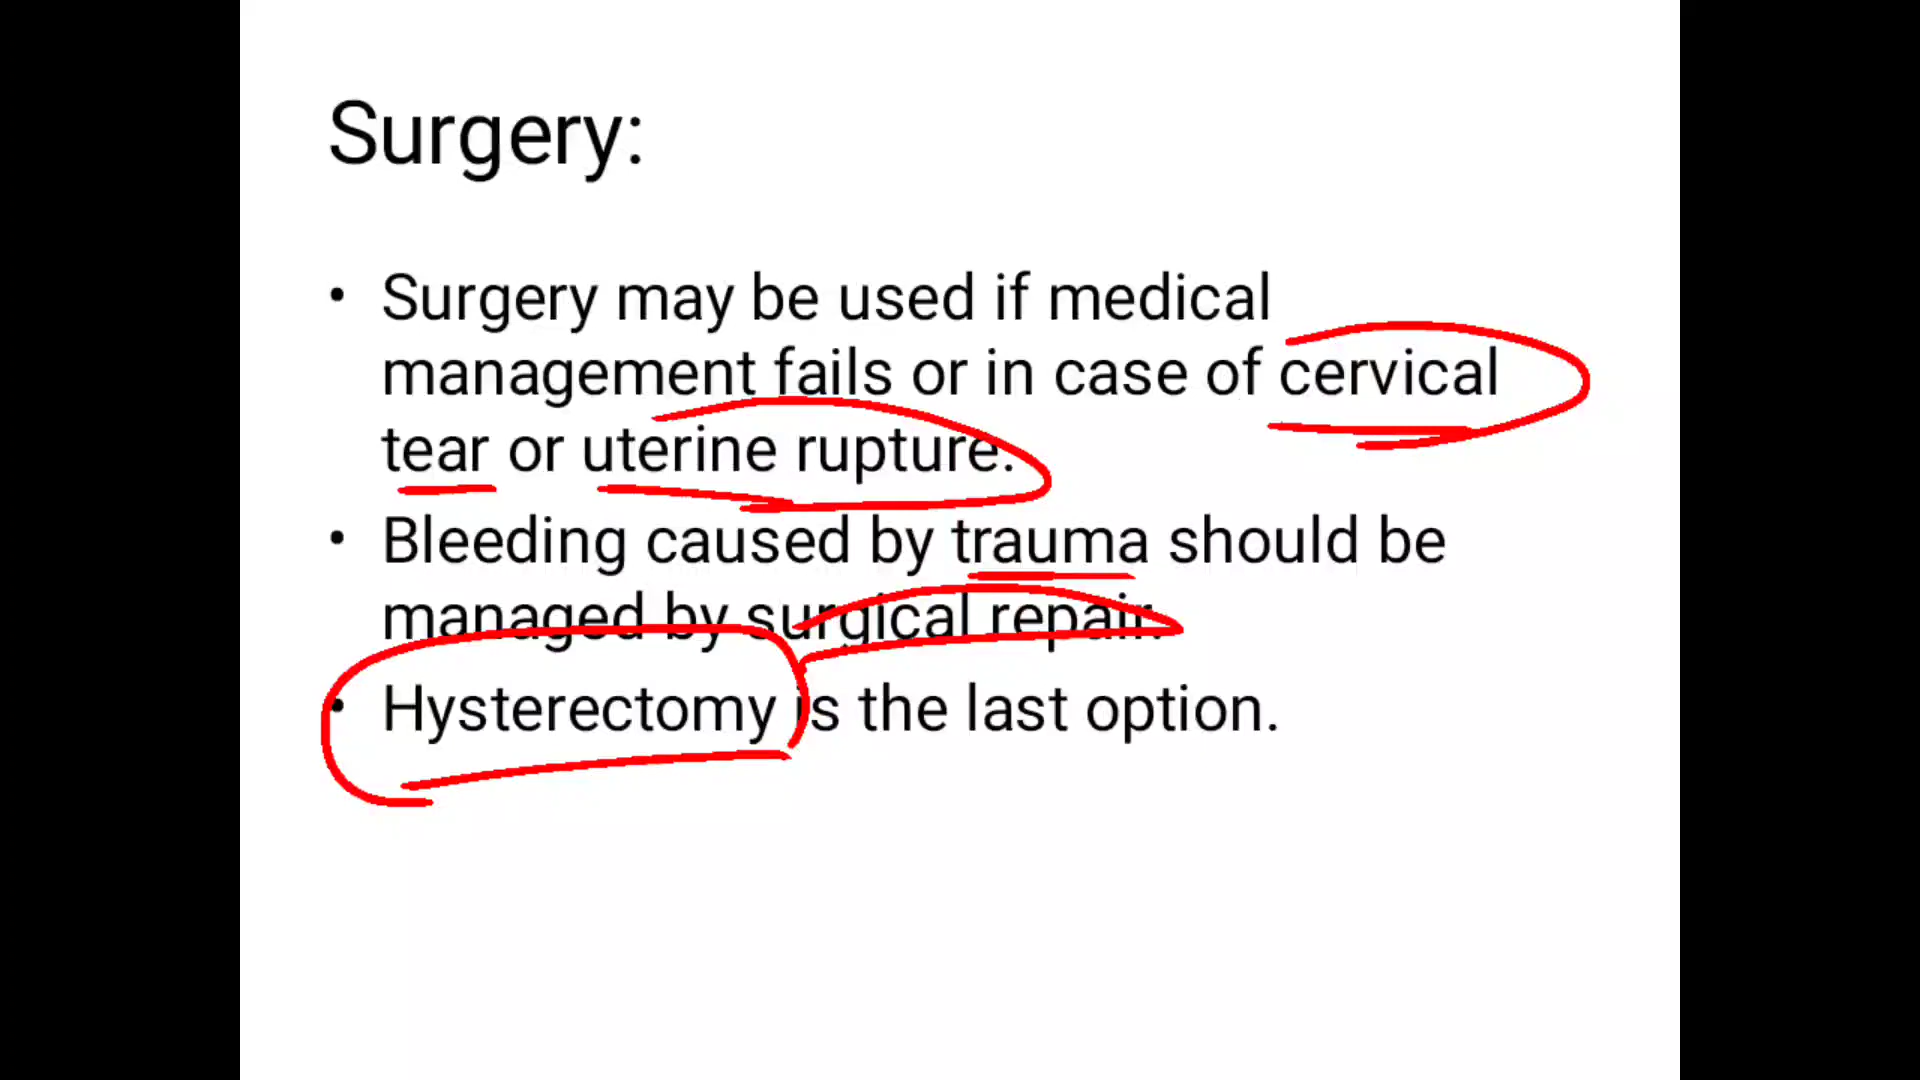 Surgery:
• Surgery may be used if medical
management fails or in case of cervical
tear or uterine rupture.
• Bleeding caused by trauma should be
managed by surgical repair.
• Hysterectomy is the last option.